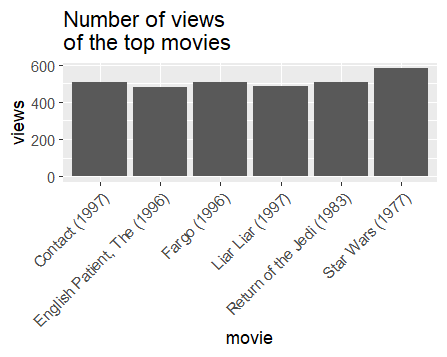 Number of views
of the top movies
600
400
200
0
views
Contact (1997)
English Patient, The (1996)
Fargo (1996)
Liar Liar (1997)
Return of the Jedi (1983)
Star Wars (1977)
movie